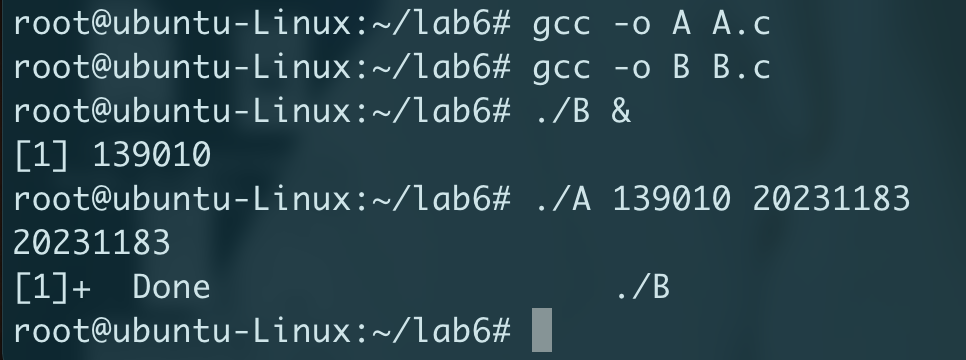 root@ubuntu-Linux:~/lab6# gcc -o A A.c
root@ubuntu-Linux:~/lab6# gcc -o B B.c
root@ubuntu-Linux:~/lab6# ./B &
[1] 139010
root@ubuntu-Linux:~/lab6# ./A 139010 20231183
20231183
[1]+  Done                    ./B
root@ubuntu-Linux:~/lab6#